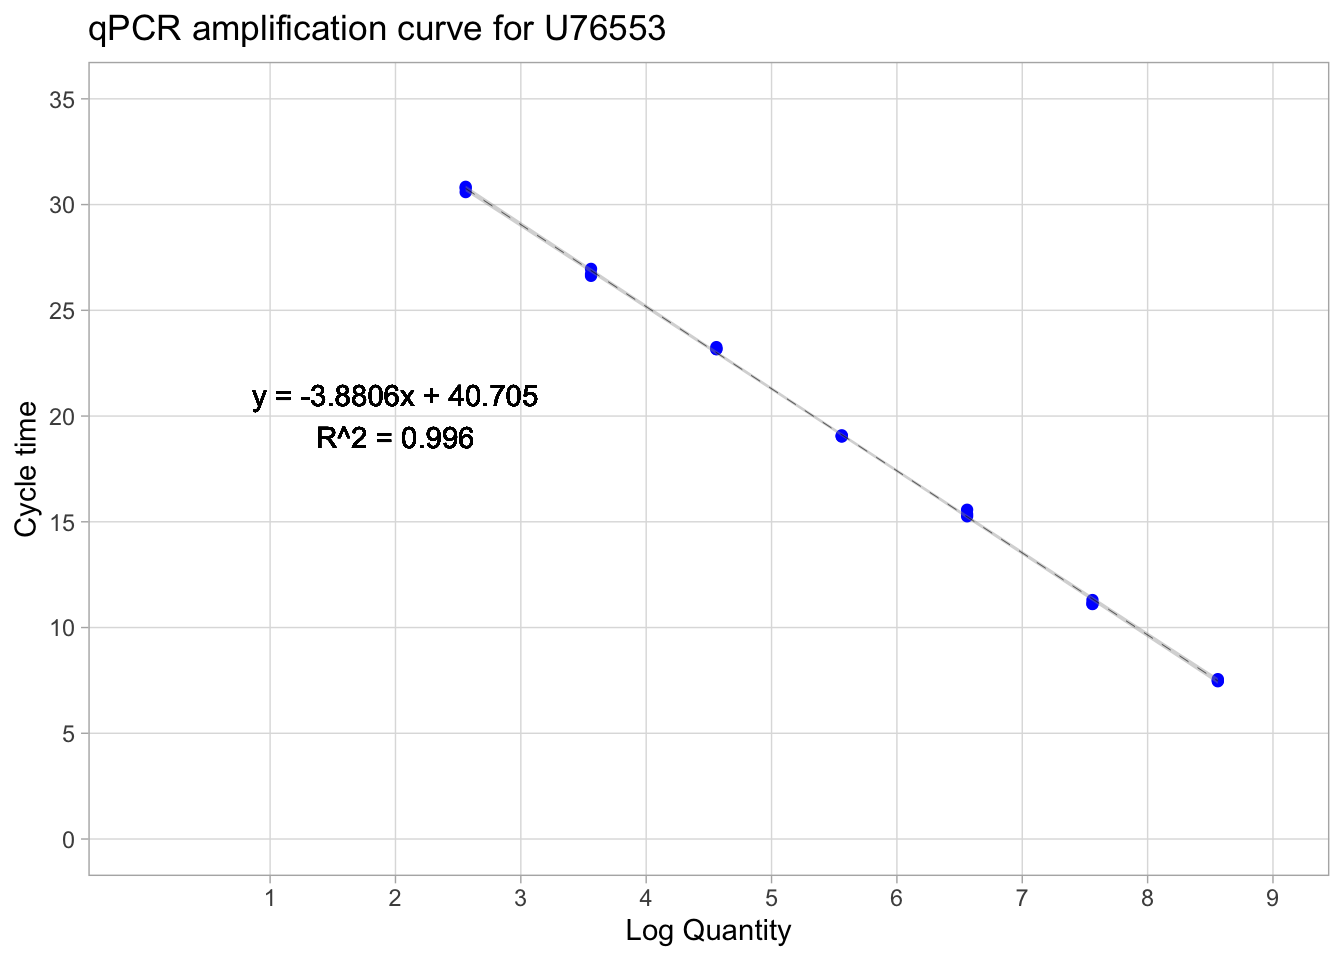 qPCR amplification curve for U76553
35
30
25
20
15
10
5
0
y = -3.8806x + 40.705
R^2 = 0.996
Cycle time
1 2 3 4 5 6 7 8 9
Log Quantity